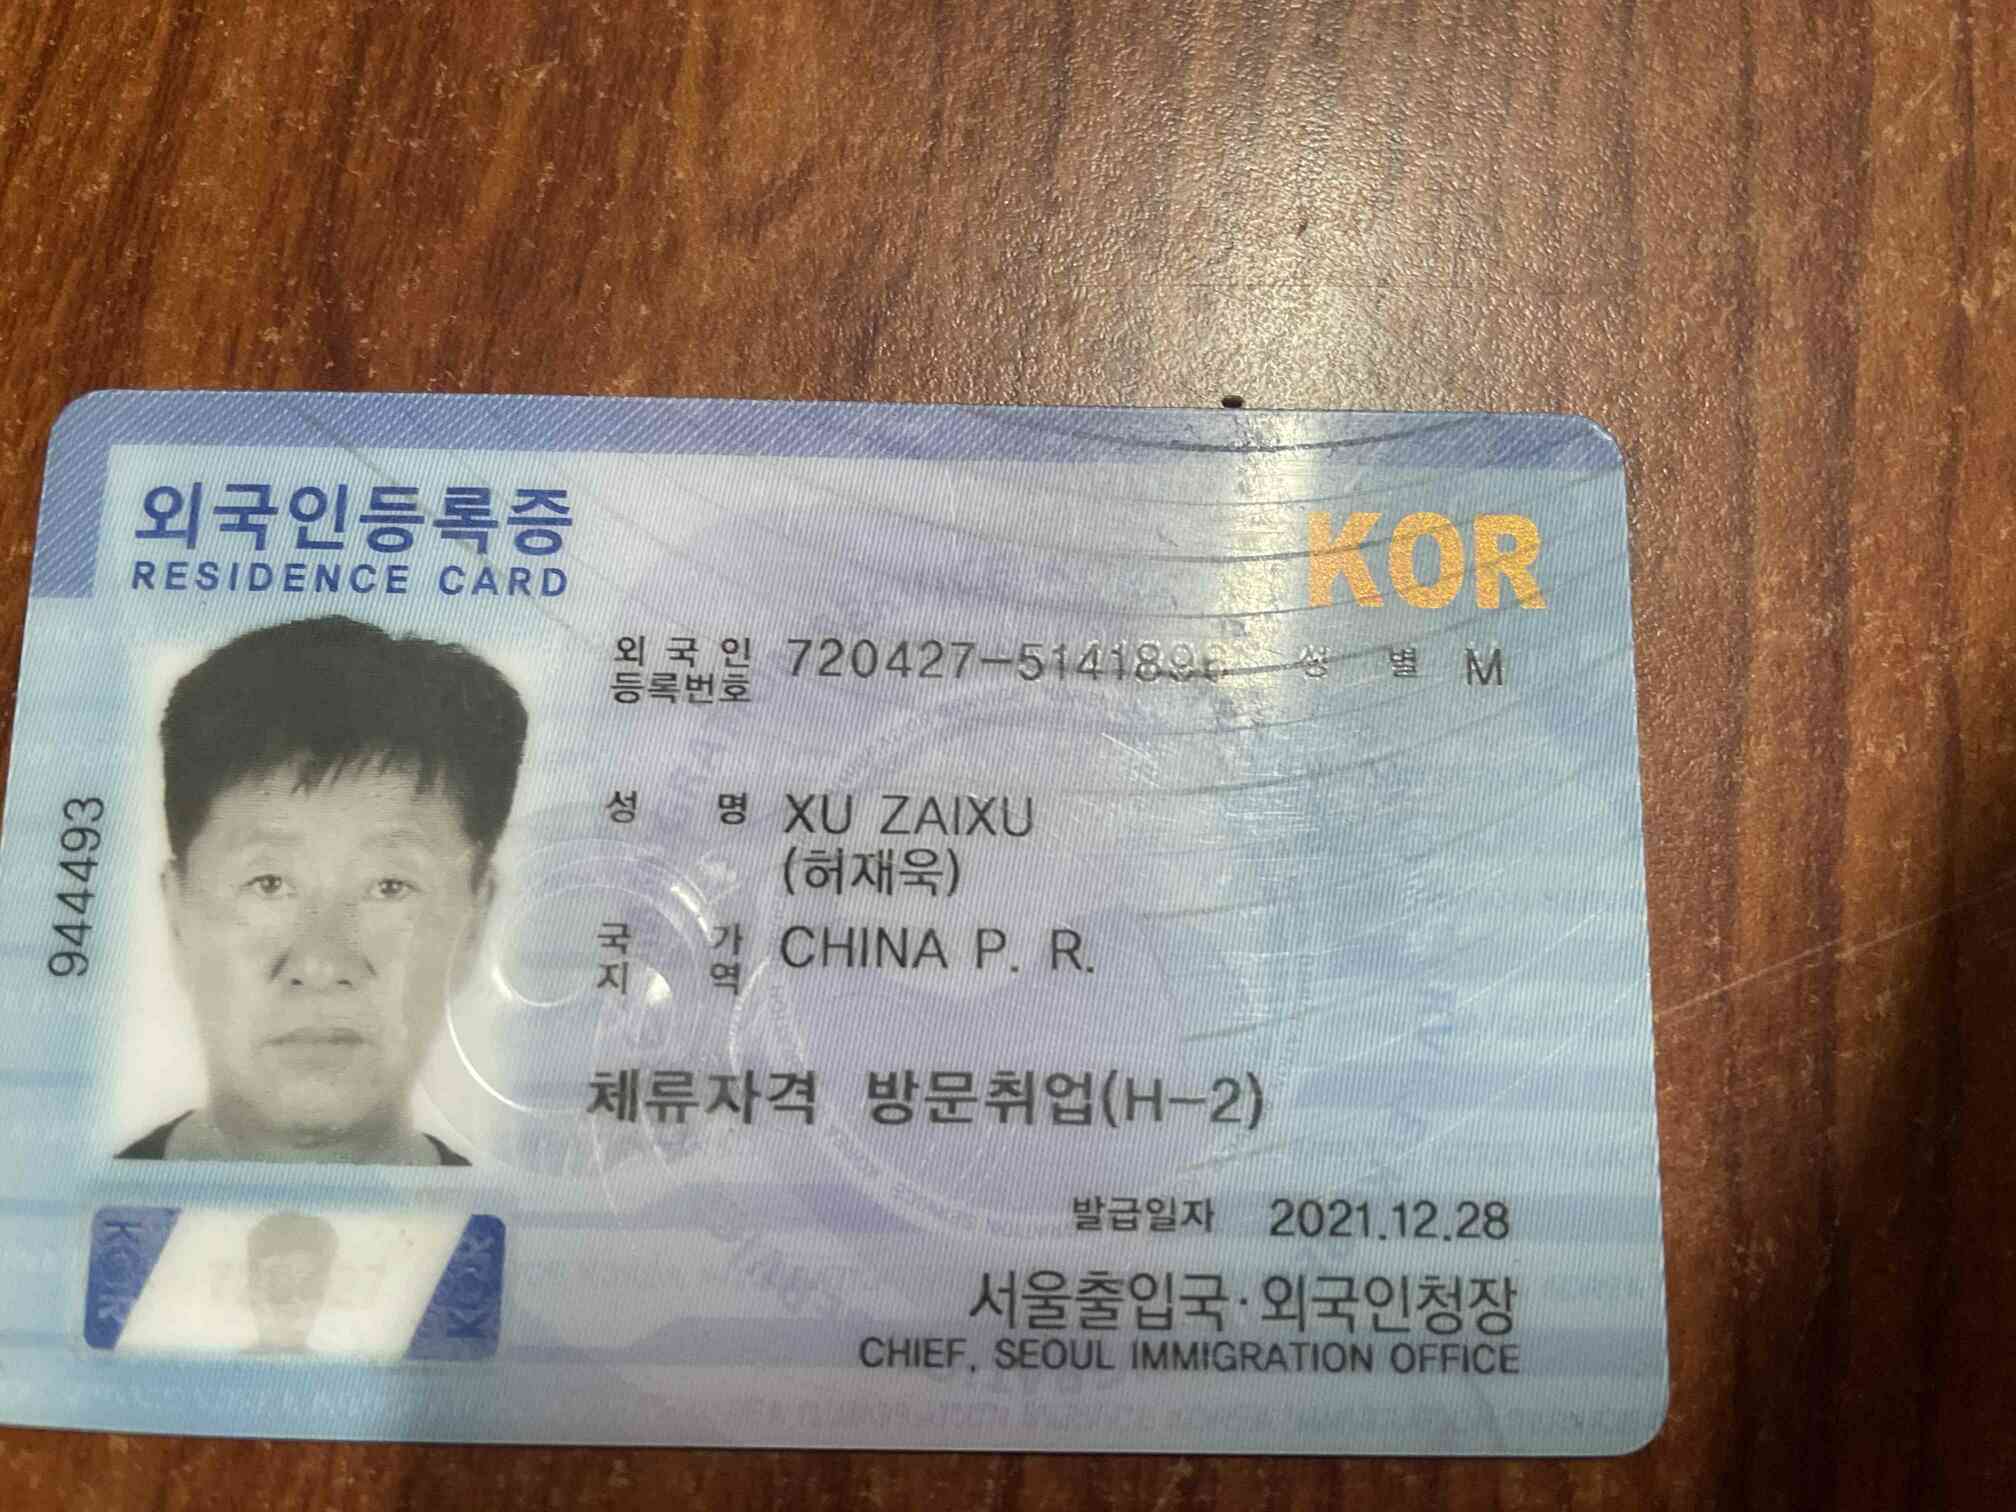 외국인등록증
RESIDENCE CARD
KOR
외국인 등록번호 성별 M
944493
성명 XU ZAIXU
(허재욱)
국가 지역 CHINA P. R.
체류자격 방문취업(H-2)
발급일자 2021.12.28
서울출입국·외국인청장
CHIEF, SEOUL IMMIGRATION OFFICE
KOR
KOR